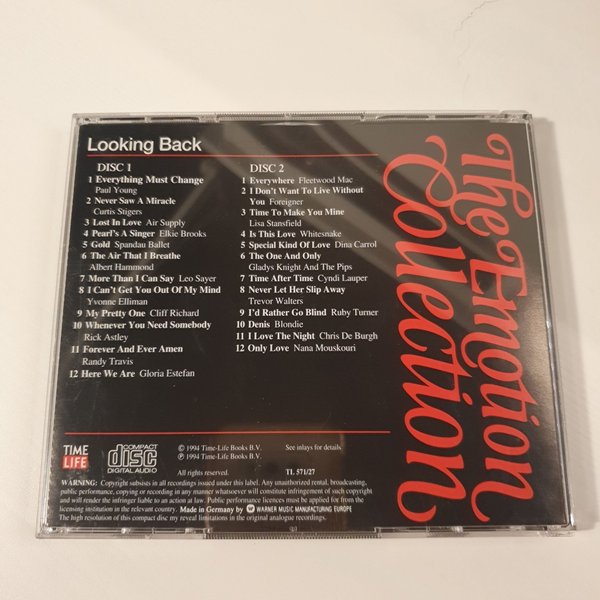 Looking Back
DISC 1
1 Everything Must Change
Paul Young
2 Never Saw A Miracle
Curtis Stigers
3 Lost In Love Air Supply
4 Pearl's A Singer Elkie Brooks
5 Gold Spandau Ballet
6 The Air That I Breathe
Albert Hammond
7 More Than I Can Say Leo Sayer
8 I Can't Get You Out Of My Mind
Yvonne Elliman
9 My Pretty One Cliff Richard
10 Whenever You Need Somebody
Rick Astley
11 Forever And Ever Amen
Randy Travis
12 Here We Are Gloria Estefan
DISC 2
1 Everywhere Fleetwood Mac
2 I Don't Want To Live Without
You Foreigner
3 Time To Make You Mine
Lisa Stansfield
4 Is This Love Whitesnake
5 Special Kind Of Love Dina Carrol
6 The One And Only
Gladys Knight And The Pips
7 Time After Time Cyndi Lauper
8 Never Let Her Slip Away
Trevor Walters
9 I'd Rather Go Blind Ruby Turner
10 Denis Blondie
11 I Love The Night Chris De Burgh
12 Only Love Nana Mouskouri
The Emotion
Collection
TIME
LIFE
COMPACT
disc
DIGITAL AUDIO
© 1994 Time-Life Books B.V.
℗ 1994 Time-Life Books B.V.
See inlays for details
All rights reserved.
TL 571/27
WARNING: Copyright subsists in all recordings issued under this label. Any unauthorized rental, broadcasting,
public performance, copying or recording in any manner whatsoever will constitute infringement of such copyright
and will render the infringer liable to an action at law. Public performance licences must be applied for from the
licensing institution in the relevant country. Made in Germany by WARNER MUSIC MANUFACTURING EUROPE
The high resolution of this compact disc my reveal limitations in the original analogue recordings.